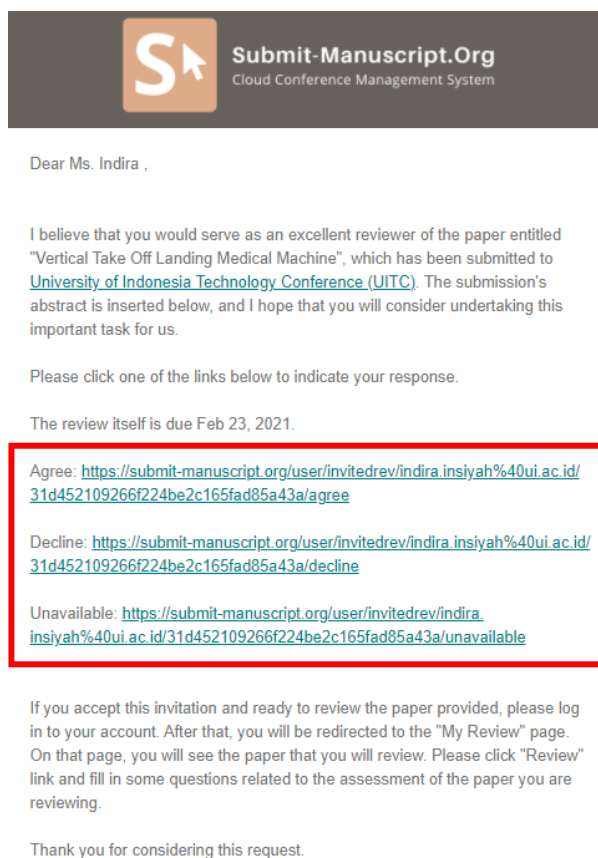 S
Submit-Manuscript.Org
Cloud Conference Management System
Dear Ms. Indira ,
I believe that you would serve as an excellent reviewer of the paper entitled
"Vertical Take Off Landing Medical Machine", which has been submitted to
University of Indonesia Technology Conference (UITC). The submission's
abstract is inserted below, and I hope that you will consider undertaking this
important task for us.
Please click one of the links below to indicate your response.
The review itself is due Feb 23, 2021.
Agree: https://submit-manuscript.org/user/invitedrev/indira.insiyah%40ui.ac.id/
31d452109266f224be2c165fad85a43a/agree
Decline: https://submit-manuscript.org/user/invitedrev/indira.insiyah%40ui.ac.id/
31d452109266f224be2c165fad85a43a/decline
Unavailable: https://submit-manuscript.org/user/invitedrev/indira.
insiyah%40ui.ac.id/31d452109266f224be2c165fad85a43a/unavailable
If you accept this invitation and ready to review the paper provided, please log
in to your account. After that, you will be redirected to the "My Review" page.
On that page, you will see the paper that you will review. Please click "Review"
link and fill in some questions related to the assessment of the paper you are
reviewing.
Thank you for considering this request.